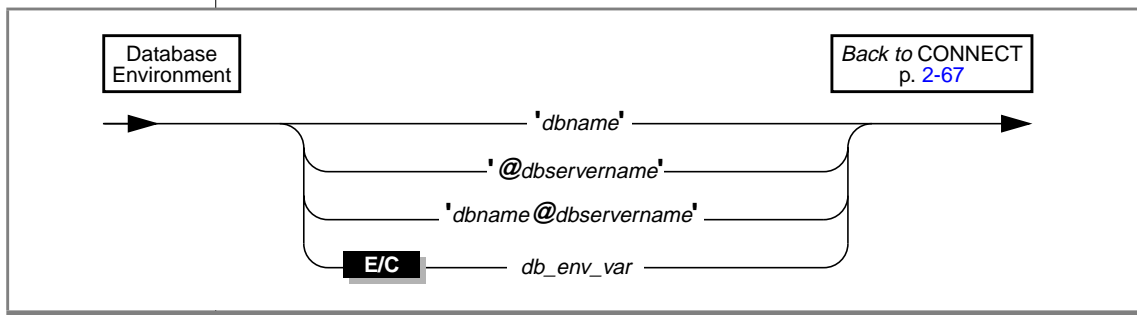 Database
Environment
Back to CONNECT
p. 2-67
'dbname'
'@dbservername'
'dbname@dbservername'
E/C db_env_var